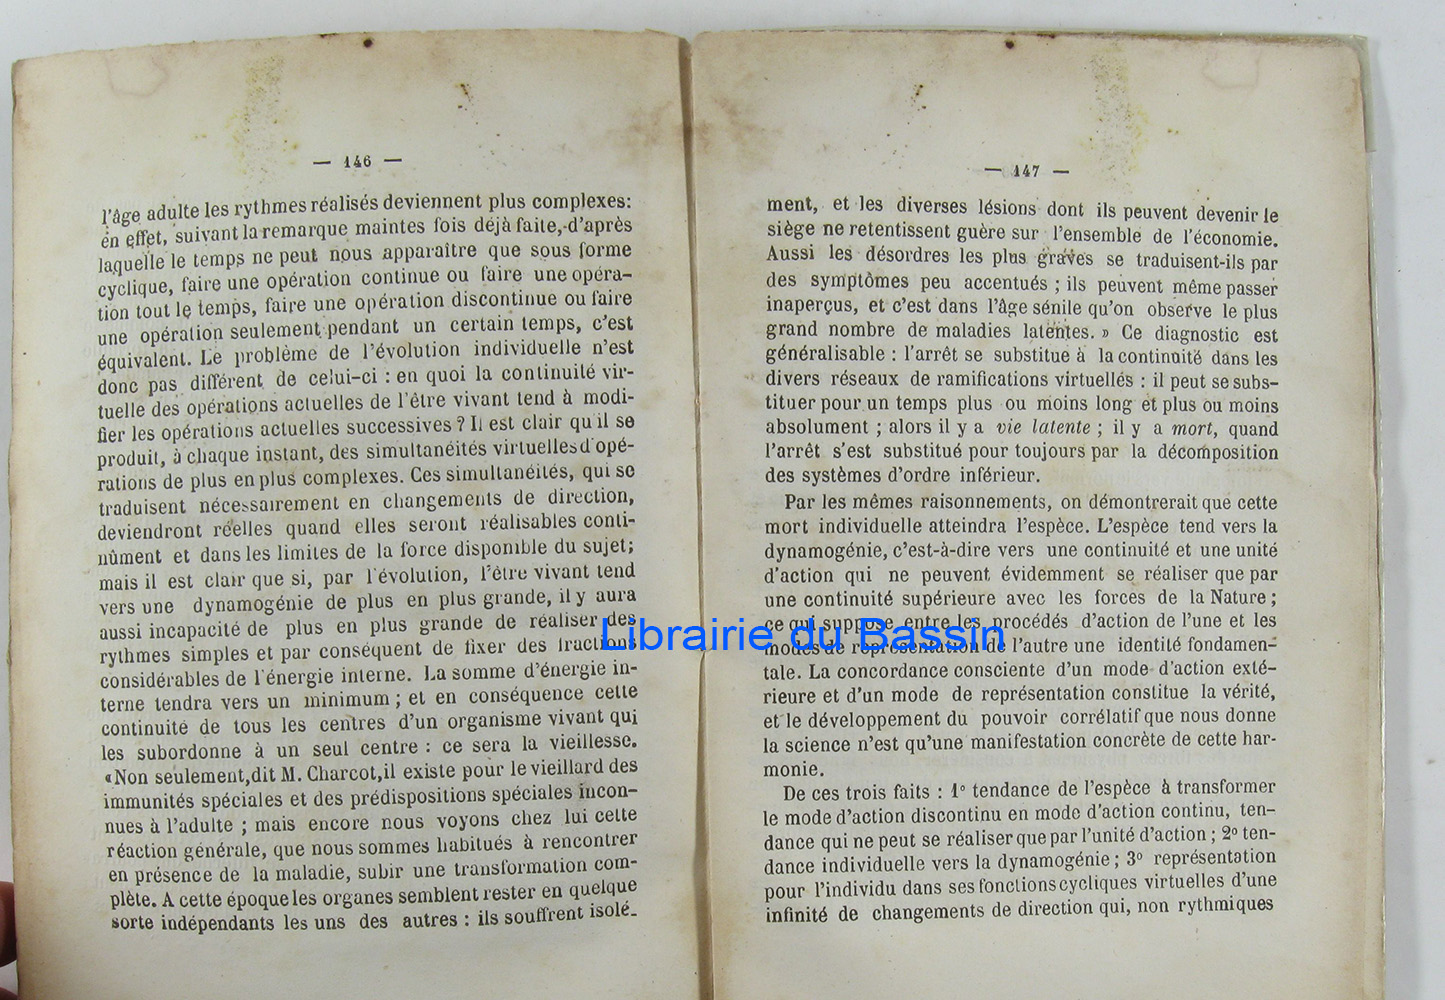 — 146 —
l'âge adulte les rythmes réalisés deviennent plus complexes:
en effet, suivant la remarque maintes fois déjà faite, d'après
laquelle le temps ne peut nous apparaître que sous forme
cyclique, faire une opération continue ou faire une opéra-
tion tout le temps, faire une opération discontinue ou faire
une opération seulement pendant un certain temps, c'est
équivalent. Le problème de l'évolution individuelle n'est
donc pas différent de celui-ci : en quoi la continuité vir-
tuelle des opérations actuelles de l'être vivant tend à modi-
fier les opérations actuelles successives ? Il est clair qu'il se
produit, à chaque instant, des simultanéités virtuelles d'opé-
rations de plus en plus complexes. Ces simultanéités, qui se
traduisent nécessairement en changements de direction,
deviendront réelles quand elles seront réalisables conti-
nûment et dans les limites de la force disponible du sujet;
mais il est clair que si, par l'évolution, l'être vivant tend
vers une dynamogénie de plus en plus grande, il y aura
aussi incapacité de plus en plus grande de réaliser des
rythmes simples et par conséquent de fixer des fractions
considérables de l'énergie interne. La somme d'énergie in-
terne tendra vers un minimum ; et en conséquence cette
continuité de tous les centres d'un organisme vivant qui
les subordonne à un seul centre : ce sera la vieillesse.
«Non seulement, dit M. Charcot, il existe pour le vieillard des
immunités spéciales et des prédispositions spéciales incon-
nues à l'adulte ; mais encore nous voyons chez lui cette
réaction générale, que nous sommes habitués à rencontrer
en présence de la maladie, subir une transformation com-
plète. A cette époque les organes semblent rester en quelque
sorte indépendants les uns des autres : ils souffrent isolé-
— 147 —
ment, et les diverses lésions dont ils peuvent devenir le
siège ne retentissent guère sur l'ensemble de l'économie.
Aussi les désordres les plus graves se traduisent-ils par
des symptômes peu accentués ; ils peuvent même passer
inaperçus, et c'est dans l'âge sénile qu'on observe le plus
grand nombre de maladies latentes. » Ce diagnostic est
généralisable : l'arrêt se substitue à la continuité dans les
divers réseaux de ramifications virtuelles : il peut se subs-
tituer pour un temps plus ou moins long et plus ou moins
absolument ; alors il y a vie latente ; il y a mort, quand
l'arrêt s'est substitué pour toujours par la décomposition
des systèmes d'ordre inférieur.
Par les mêmes raisonnements, on démontrerait que cette
mort individuelle atteindra l'espèce. L'espèce tend vers la
dynamogénie, c'est-à-dire vers une continuité et une unité
d'action qui ne peuvent évidemment se réaliser que par
une continuité supérieure avec les forces de la Nature ;
ce qui suppose entre les procédés d'action de l'une et les
modes de représentation de l'autre une identité fondamen-
tale. La concordance consciente d'un mode d'action exté-
rieure et d'un mode de représentation constitue la vérité,
et le développement du pouvoir corrélatif que nous donne
la science n'est qu'une manifestation concrète de cette har-
monie.
De ces trois faits : 1° tendance de l'espèce à transformer
le mode d'action discontinu en mode d'action continu, ten-
dance qui ne peut se réaliser que par l'unité d'action ; 2° ten-
dance individuelle vers la dynamogénie ; 3° représentation
pour l'individu dans ses fonctions cycliques virtuelles d'une
infinité de changements de direction qui, non rythmiques
Librairie du Bassin